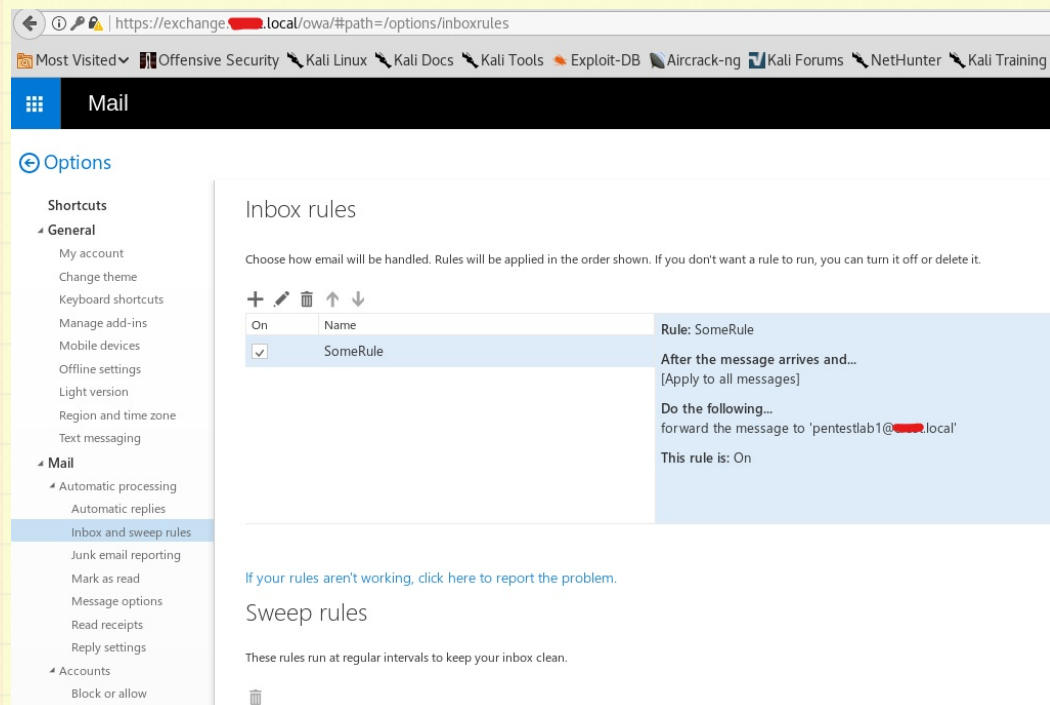 https://exchange. .local/owa/#path=/options/inboxrules
Most Visited Offensive Security Kali Linux Kali Docs Kali Tools Exploit-DB Aircrack-ng Kali Forums NetHunter Kali Training
Mail
Options
Shortcuts
General
My account
Change theme
Keyboard shortcuts
Manage add-ins
Mobile devices
Offline settings
Light version
Region and time zone
Text messaging
Mail
Automatic processing
Automatic replies
Inbox and sweep rules
Junk email reporting
Mark as read
Message options
Read receipts
Reply settings
Accounts
Block or allow
Inbox rules
Choose how email will be handled. Rules will be applied in the order shown. If you don't want a rule to run, you can turn it off or delete it.
On Name
SomeRule
Rule: SomeRule
After the message arrives and...
[Apply to all messages]
Do the following...
forward the message to 'pentestlab1@ .local'
This rule is: On
If your rules aren't working, click here to report the problem.
Sweep rules
These rules run at regular intervals to keep your inbox clean.